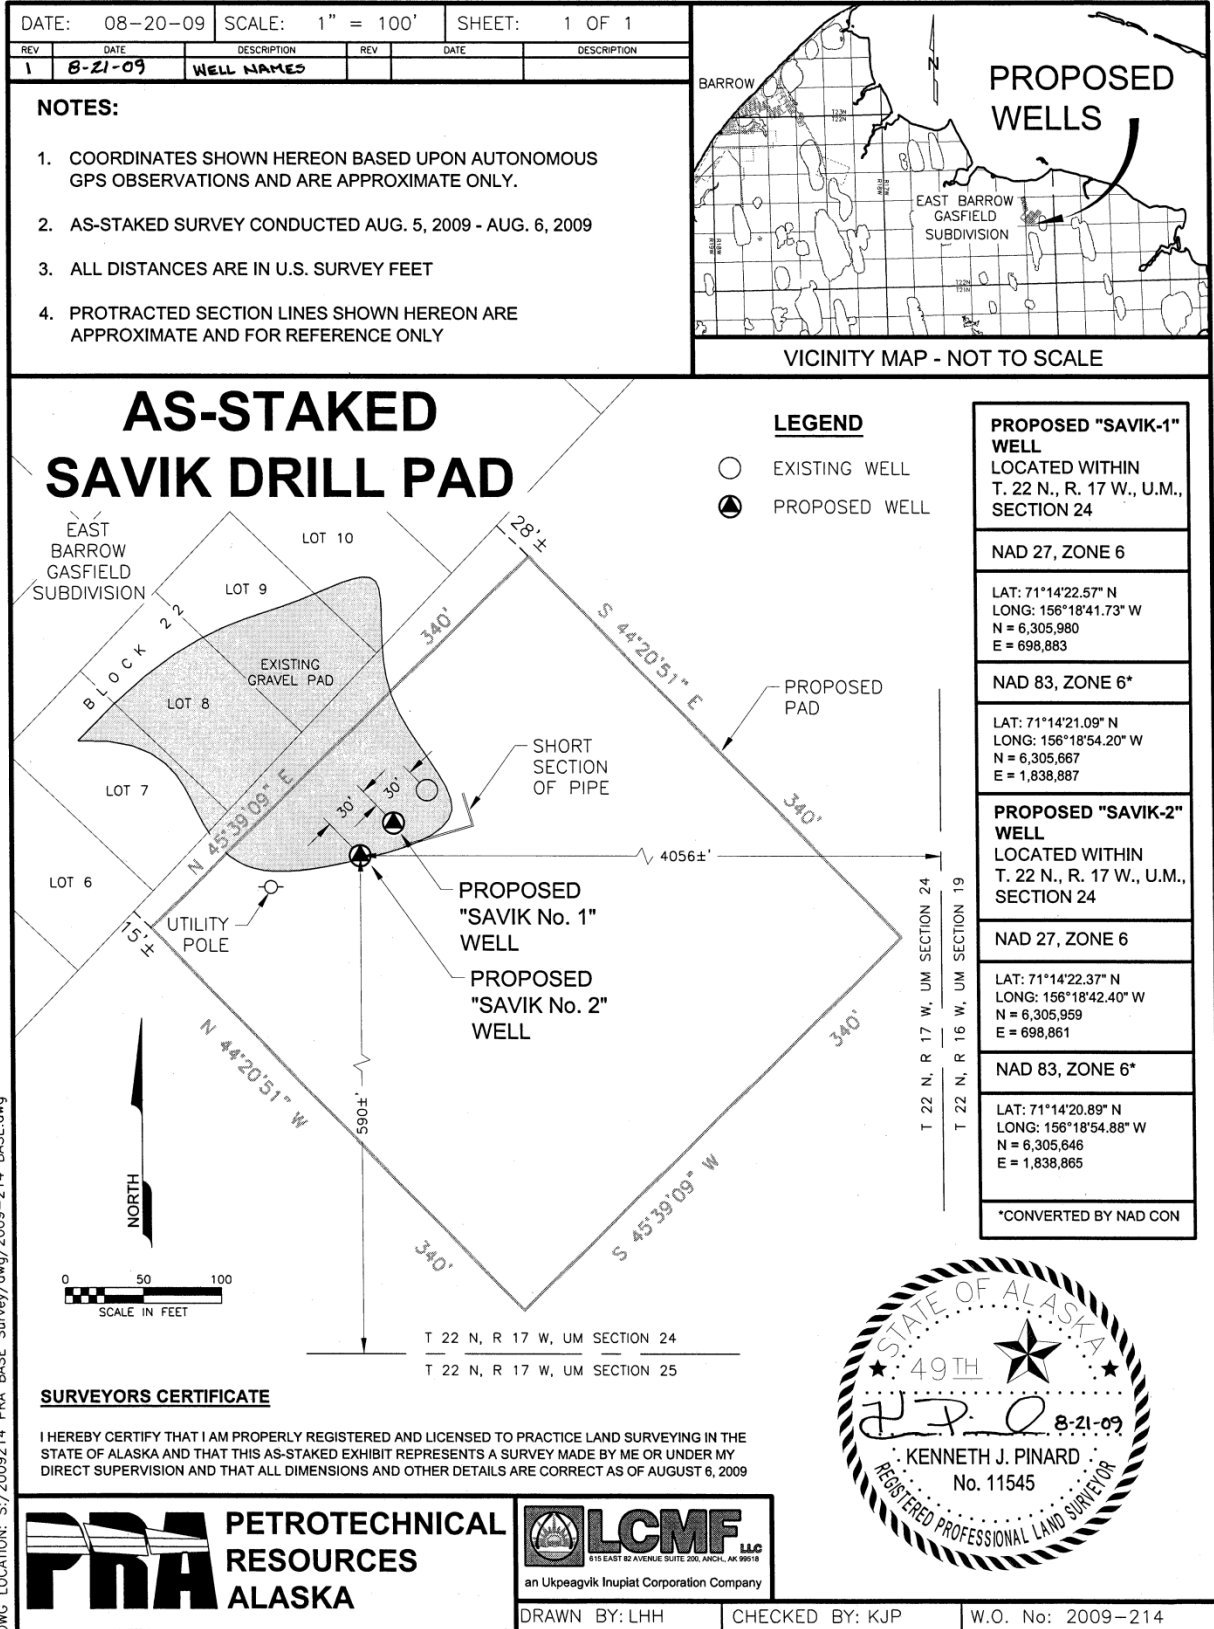 DATE: 08-20-09 SCALE: 1" = 100' SHEET: 1 OF 1
REV DATE DESCRIPTION REV DATE DESCRIPTION
1 8-21-09 WELL NAMES
NOTES:
1. COORDINATES SHOWN HEREON BASED UPON AUTONOMOUS
GPS OBSERVATIONS AND ARE APPROXIMATE ONLY.
2. AS-STAKED SURVEY CONDUCTED AUG. 5, 2009 - AUG. 6, 2009
3. ALL DISTANCES ARE IN U.S. SURVEY FEET
4. PROTRACTED SECTION LINES SHOWN HEREON ARE
APPROXIMATE AND FOR REFERENCE ONLY
BARROW
N
PROPOSED
WELLS
T23N
T22N
R18W
R17W
EAST BARROW
GASFIELD
SUBDIVISION
R19W
R18W
T22N
T21N
VICINITY MAP - NOT TO SCALE
AS-STAKED
SAVIK DRILL PAD
LEGEND
EXISTING WELL
PROPOSED WELL
EAST
BARROW
GASFIELD
SUBDIVISION
LOT 10
LOT 9
28'±
BLOCK 22
EXISTING
GRAVEL PAD
LOT 8
340'
S 44°20'51" E
PROPOSED
PAD
SHORT
SECTION
OF PIPE
LOT 7
30'
30'
N 45°39'09" E
340'
4056±'
LOT 6
15'±
UTILITY
POLE
PROPOSED
"SAVIK No. 1"
WELL
PROPOSED
"SAVIK No. 2"
WELL
N 44°20'51" W
590±'
340'
340'
S 45°39'09" W
T 22 N, R 17 W, UM SECTION 24
T 22 N, R 16 W, UM SECTION 19
NORTH
0 50 100
SCALE IN FEET
T 22 N, R 17 W, UM SECTION 24
T 22 N, R 17 W, UM SECTION 25
PROPOSED "SAVIK-1"
WELL
LOCATED WITHIN
T. 22 N., R. 17 W., U.M.,
SECTION 24
NAD 27, ZONE 6
LAT: 71°14'22.57" N
LONG: 156°18'41.73" W
N = 6,305,980
E = 698,883
NAD 83, ZONE 6*
LAT: 71°14'21.09" N
LONG: 156°18'54.20" W
N = 6,305,667
E = 1,838,887
PROPOSED "SAVIK-2"
WELL
LOCATED WITHIN
T. 22 N., R. 17 W., U.M.,
SECTION 24
NAD 27, ZONE 6
LAT: 71°14'22.37" N
LONG: 156°18'42.40" W
N = 6,305,959
E = 698,861
NAD 83, ZONE 6*
LAT: 71°14'20.89" N
LONG: 156°18'54.88" W
N = 6,305,646
E = 1,838,865
*CONVERTED BY NAD CON
SURVEYORS CERTIFICATE
I HEREBY CERTIFY THAT I AM PROPERLY REGISTERED AND LICENSED TO PRACTICE LAND SURVEYING IN THE
STATE OF ALASKA AND THAT THIS AS-STAKED EXHIBIT REPRESENTS A SURVEY MADE BY ME OR UNDER MY
DIRECT SUPERVISION AND THAT ALL DIMENSIONS AND OTHER DETAILS ARE CORRECT AS OF AUGUST 6, 2009
STATE OF ALASKA
49TH
8-21-09
KENNETH J. PINARD
No. 11545
REGISTERED PROFESSIONAL LAND SURVEYOR
PRA
PETROTECHNICAL
RESOURCES
ALASKA
LCMF LLC
615 EAST 82 AVENUE SUITE 200, ANCH., AK 99518
an Ukpeagvik Inupiat Corporation Company
DRAWN BY: LHH CHECKED BY: KJP W.O. No: 2009-214